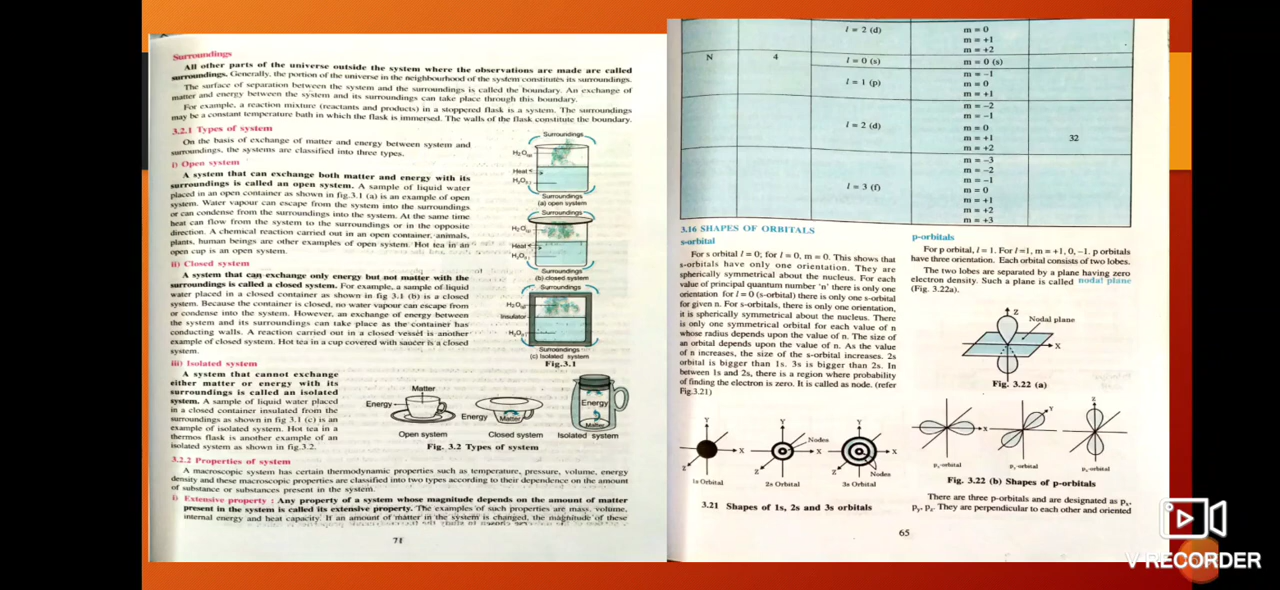 Surroundings
All other parts of the universe outside the system where the observations are made are called
surroundings. Generally, the portion of the universe in the neighbourhood of the system constitutes its surroundings.
The surface of separation between the system and the surroundings is called the boundary. An exchange of
matter and energy between the system and its surroundings can take place through this boundary.
For example, a reaction mixture (reactants and products) in a stoppered flask is a system. The surroundings
may be a constant temperature bath in which the flask is immersed. The walls of the flask constitute the boundary.
3.2.1 Types of system
On the basis of exchange of matter and energy between system and
surroundings, the systems are classified into three types.
i) Open system
A system that can exchange both matter and energy with its
surroundings is called an open system. A sample of liquid water
placed in an open container as shown in fig.3.1 (a) is an example of open
system. Water vapour can escape from the system into the surroundings
or can condense from the surroundings into the system. At the same time
heat can flow from the system to the surroundings or in the opposite
direction. A chemical reaction carried out in an open container, animals,
plants, human beings are other examples of open system. Hot tea in an
open cup is an open system.
ii) Closed system
A system that can exchange only energy but not matter with the
surroundings is called a closed system. For example, a sample of liquid
water placed in a closed container as shown in fig 3.1 (b) is a closed
system. Because the container is closed, no water vapour can escape from
or condense into the system. However, an exchange of energy between
the system and its surroundings can take place as the container has
conducting walls. A reaction carried out in a closed vessel is another
example of closed system. Hot tea in a cup covered with saucer is a closed
system.
iii) Isolated system
A system that cannot exchange
either matter or energy with its
surroundings is called an isolated
system. A sample of liquid water placed
in a closed container insulated from the
surroundings as shown in fig 3.1 (c) is an
example of isolated system. Hot tea in a
thermos flask is another example of an
isolated system as shown in fig.3.2.
Surroundings
H₂O
Heat
H₂O
Surroundings
(a) open system
Surroundings
H₂O
Heat
H₂O
Surroundings
(b) closed system
Surroundings
H₂O
Insulator
H₂O
Surroundings
(c) Isolated system
Fig.3.1
Matter
Energy
Open system
Energy
Matter
Closed system
Energy
Matter
Isolated system
Fig. 3.2 Types of system
3.2.2 Properties of system
A macroscopic system has certain thermodynamic properties such as temperature, pressure, volume, energy
density and these macroscopic properties are classified into two types according to their dependence on the amount
of substance or substances present in the system.
i) Extensive property : Any property of a system whose magnitude depends on the amount of matter
present in the system is called its extensive property. The examples of such properties are mass, volume,
internal energy and heat capacity. If an amount of matter in the system is changed, the magnitude of these
71
l = 2 (d)
m = 0
m = +1
m = +2
N
4
l = 0 (s)
m = 0 (s)
l = 1 (p)
m = −1
m = 0
m = +1
l = 2 (d)
m = −2
m = −1
m = 0
m = +1
m = +2
32
l = 3 (f)
m = −3
m = −2
m = −1
m = 0
m = +1
m = +2
m = +3
3.16 SHAPES OF ORBITALS
s-orbital
For s orbital l = 0; for l = 0, m = 0. This shows that
s-orbitals have only one orientation. They are
spherically symmetrical about the nucleus. For each
value of principal quantum number 'n' there is only one
orientation for l = 0 (s-orbital) there is only one s-orbital
for given n. For s-orbitals, there is only one orientation,
it is spherically symmetrical about the nucleus. There
is only one symmetrical orbital for each value of n
whose radius depends upon the value of n. The size of
an orbital depends upon the value of n. As the value
of n increases, the size of the s-orbital increases. 2s
orbital is bigger than 1s. 3s is bigger than 2s. In
between 1s and 2s, there is a region where probability
of finding the electron is zero. It is called as node. (refer
Fig.3.21)
Y
X
Z
1s Orbital
Y
Nodes
X
Z
2s Orbital
Y
X
Z
Nodes
3s Orbital
3.21 Shapes of 1s, 2s and 3s orbitals
p-orbitals
For p orbital, l = 1. For l=1, m = +1, 0, −1. p orbitals
have three orientation. Each orbital consists of two lobes.
The two lobes are separated by a plane having zero
electron density. Such a plane is called nodal plane
(Fig. 3.22a).
Z
Nodal plane
X
Fig. 3.22 (a)
X
pₓ-orbital
Y
pᵧ-orbital
Z
p_z-orbital
Fig. 3.22 (b) Shapes of p-orbitals
There are three p-orbitals and are designated as pₓ,
pᵧ, p_z. They are perpendicular to each other and oriented
65
V RECORDER